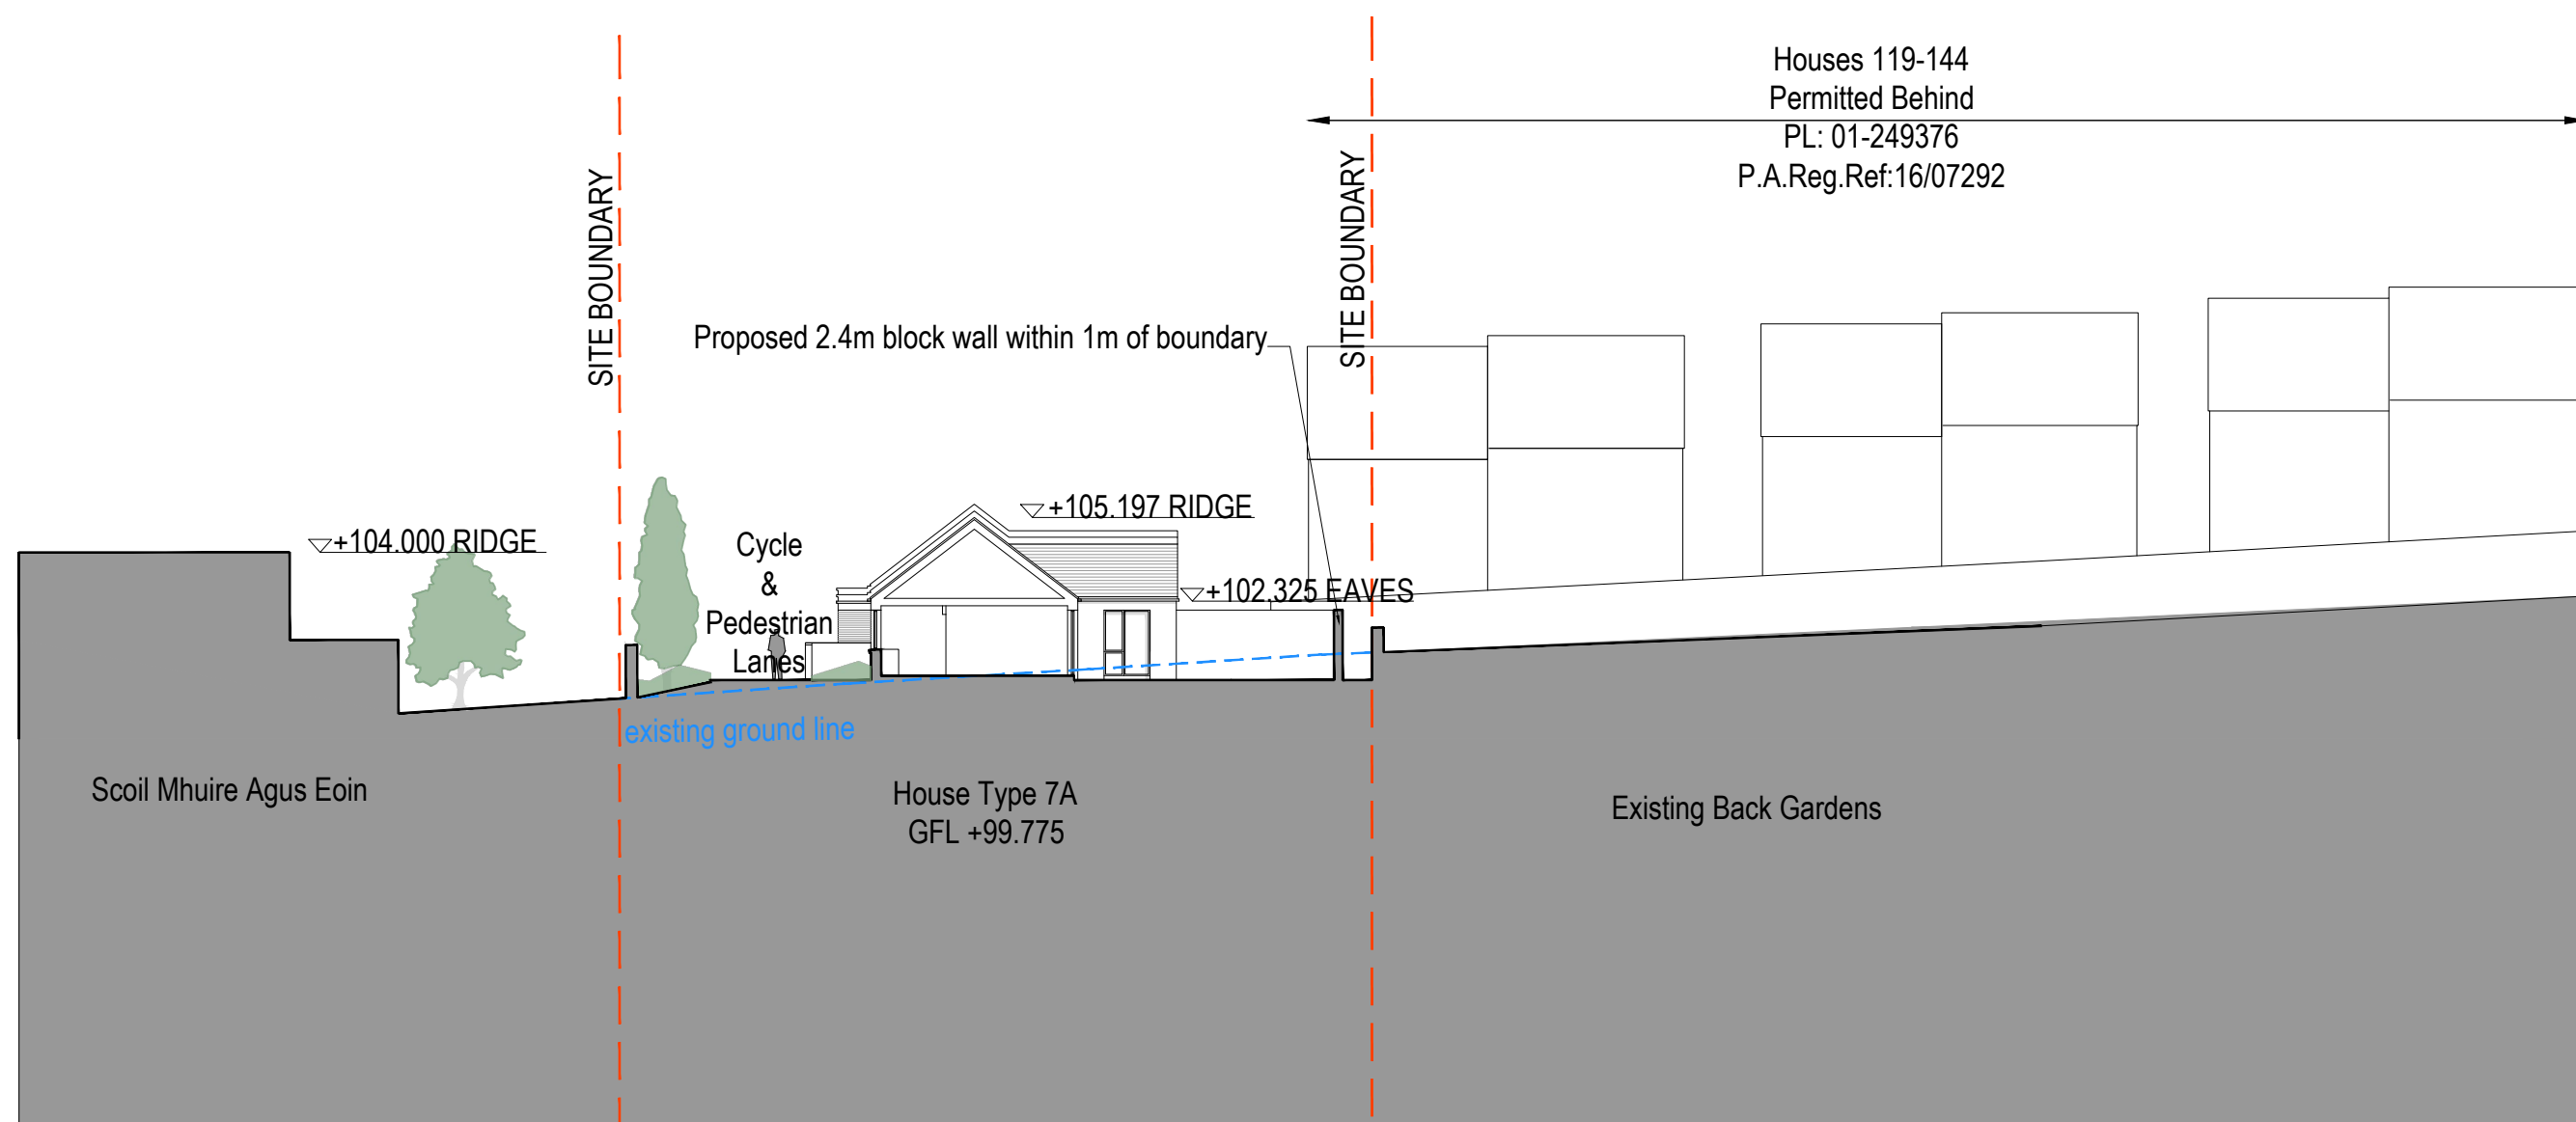 Houses 119-144
Permitted Behind
PL: 01-249376
P.A.Reg.Ref:16/07292
SITE BOUNDARY
SITE BOUNDARY
Proposed 2.4m block wall within 1m of boundary
+105.197 RIDGE
+104.000 RIDGE
Cycle
&
Pedestrian
Lanes
+102.325 EAVES
existing ground line
Scoil Mhuire Agus Eoin
House Type 7A
GFL +99.775
Existing Back Gardens